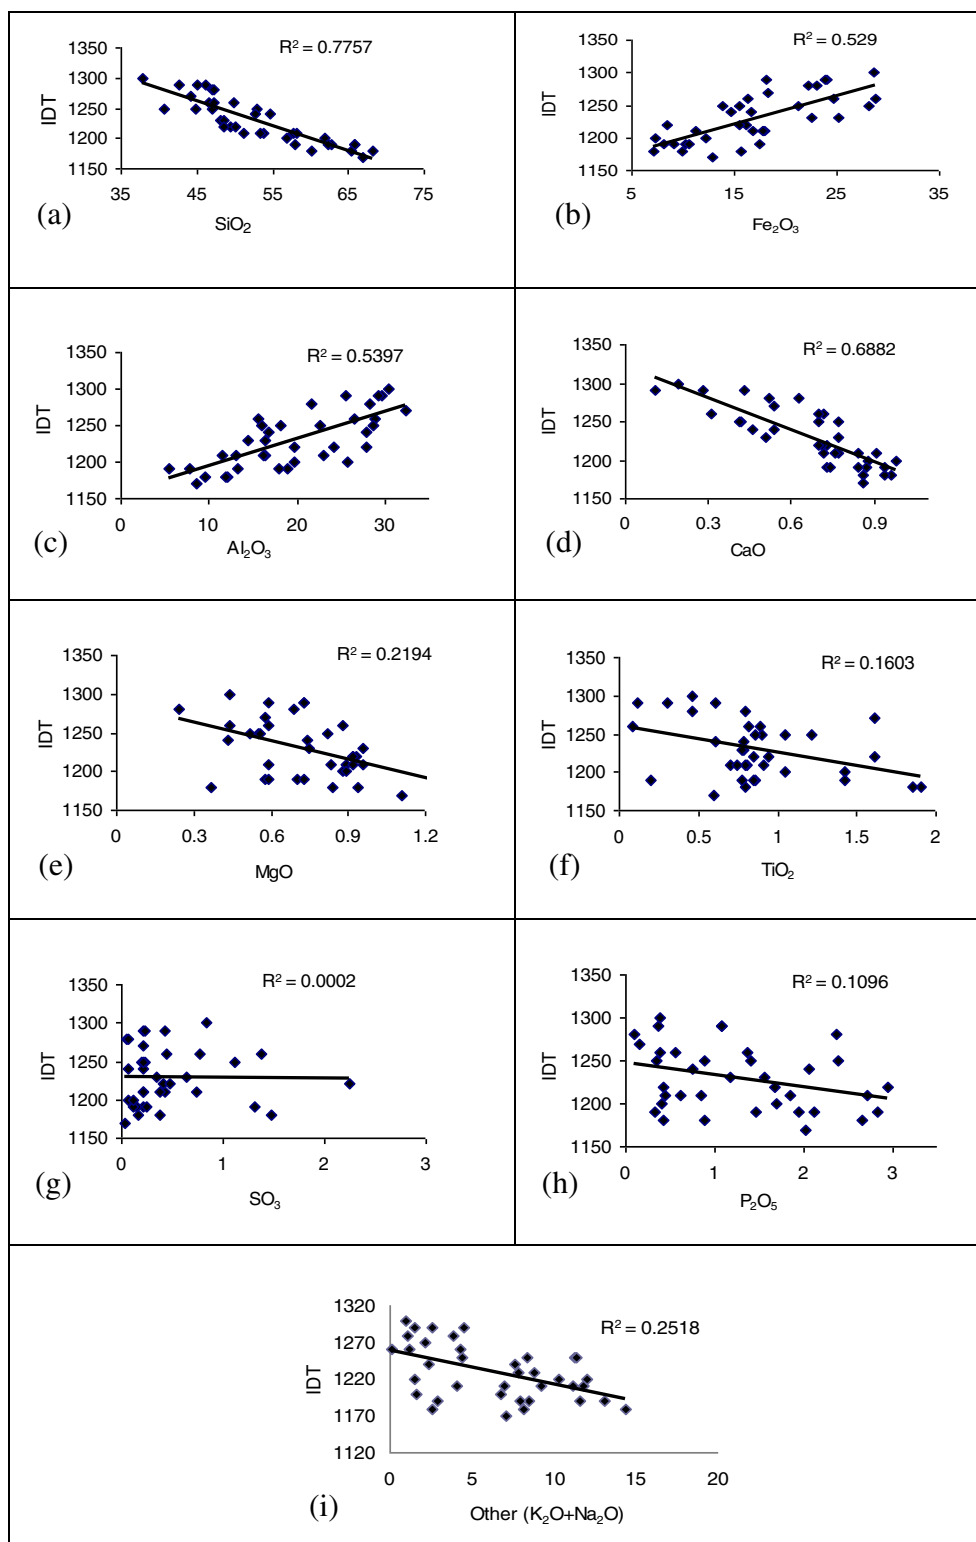 R² = 0.7757
IDT
1350
1300
1250
1200
1150
35 45 55 65 75
SiO₂
(a)
R² = 0.529
IDT
1350
1300
1250
1200
1150
5 15 25 35
Fe₂O₃
(b)
R² = 0.5397
IDT
1350
1300
1250
1200
1150
0 10 20 30
Al₂O₃
(c)
R² = 0.6882
IDT
1350
1300
1250
1200
1150
0 0.3 0.6 0.9
CaO
(d)
R² = 0.2194
IDT
1350
1300
1250
1200
1150
0 0.3 0.6 0.9 1.2
MgO
(e)
R² = 0.1603
IDT
1350
1300
1250
1200
1150
0 0.5 1 1.5 2
TiO₂
(f)
R² = 0.0002
IDT
1350
1300
1250
1200
1150
0 1 2 3
SO₃
(g)
R² = 0.1096
IDT
1350
1300
1250
1200
1150
0 1 2 3
P₂O₅
(h)
R² = 0.2518
IDT
1320
1270
1220
1170
1120
0 5 10 15 20
Other (K₂O+Na₂O)
(i)